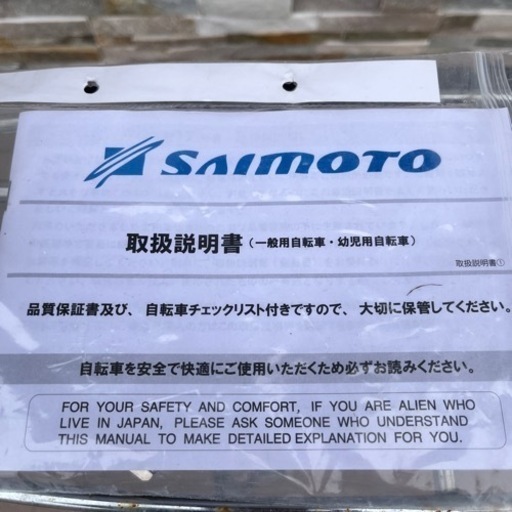 SAIMOTO
取扱説明書(一般用自転車・幼児用自転車)
取扱説明書①
品質保証書及び、自転車チェックリスト付きですので、大切に保管してください。
自転車を安全で快適にご使用いただくため必ずお読みください。
FOR YOUR SAFETY AND COMFORT, IF YOU ARE ALIEN WHO
LIVE IN JAPAN, PLEASE ASK SOMEONE WHO UNDERSTAND
THIS MANUAL TO MAKE DETAILED EXPLANATION FOR YOU.